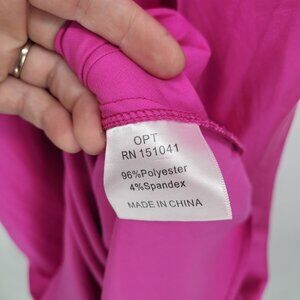 OPT
RN 151041
96%Polyester
4%Spandex
MADE IN CHINA